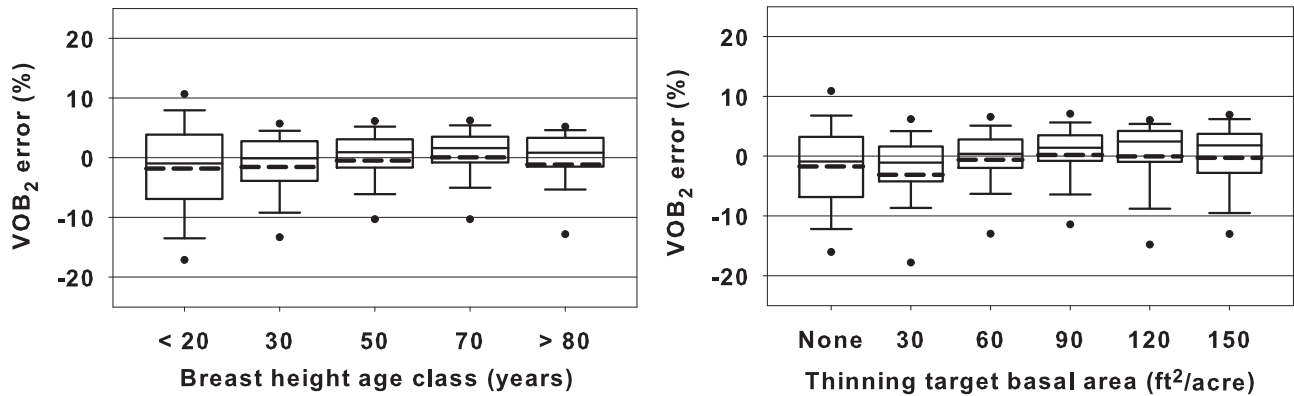 VOB₂ error (%)
20
10
0
-10
-20
< 20 30 50 70 > 80
Breast height age class (years)
VOB₂ error (%)
20
10
0
-10
-20
None 30 60 90 120 150
Thinning target basal area (ft²/acre)